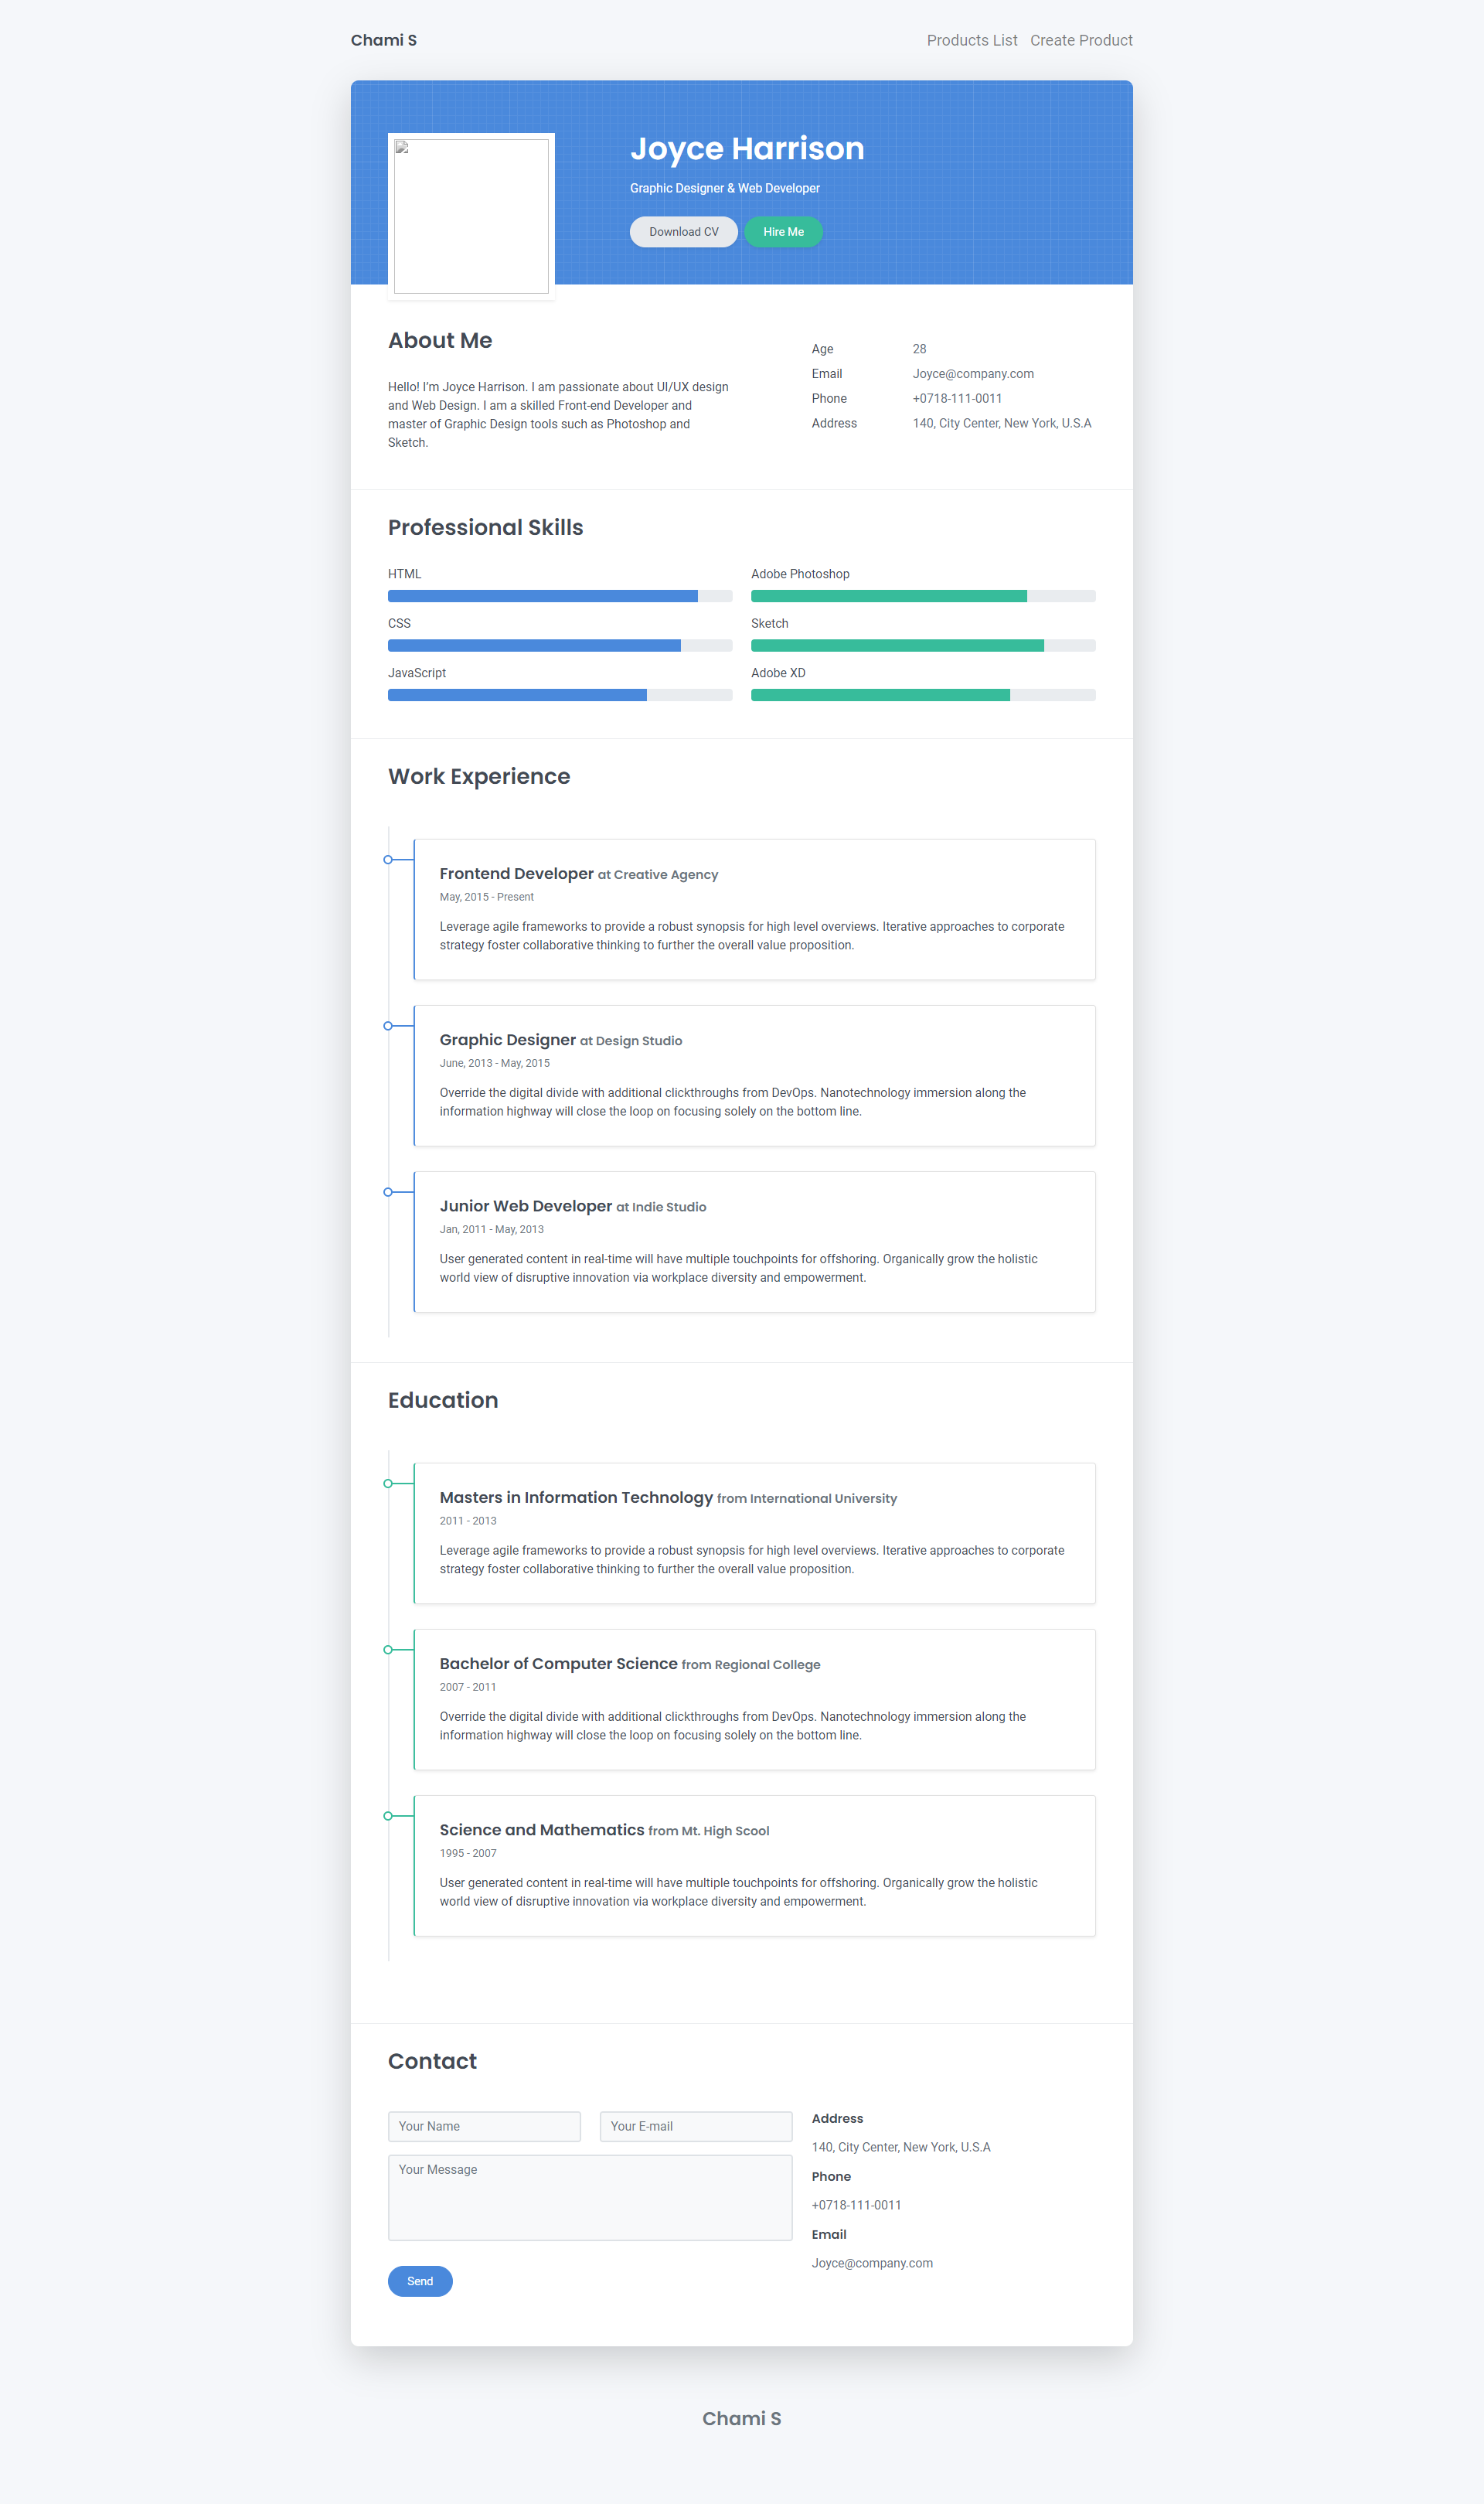 Chami S
Products List Create Product
Joyce Harrison
Graphic Designer & Web Developer
Download CV Hire Me
About Me
Hello! I'm Joyce Harrison. I am passionate about UI/UX design
and Web Design. I am a skilled Front-end Developer and
master of Graphic Design tools such as Photoshop and
Sketch.
Age 28
Email Joyce@company.com
Phone +0718-111-0011
Address 140, City Center, New York, U.S.A
Professional Skills
HTML
CSS
JavaScript
Adobe Photoshop
Sketch
Adobe XD
Work Experience
Frontend Developer at Creative Agency
May, 2015 - Present
Leverage agile frameworks to provide a robust synopsis for high level overviews. Iterative approaches to corporate
strategy foster collaborative thinking to further the overall value proposition.
Graphic Designer at Design Studio
June, 2013 - May, 2015
Override the digital divide with additional clickthroughs from DevOps. Nanotechnology immersion along the
information highway will close the loop on focusing solely on the bottom line.
Junior Web Developer at Indie Studio
Jan, 2011 - May, 2013
User generated content in real-time will have multiple touchpoints for offshoring. Organically grow the holistic
world view of disruptive innovation via workplace diversity and empowerment.
Education
Masters in Information Technology from International University
2011 - 2013
Leverage agile frameworks to provide a robust synopsis for high level overviews. Iterative approaches to corporate
strategy foster collaborative thinking to further the overall value proposition.
Bachelor of Computer Science from Regional College
2007 - 2011
Override the digital divide with additional clickthroughs from DevOps. Nanotechnology immersion along the
information highway will close the loop on focusing solely on the bottom line.
Science and Mathematics from Mt. High Scool
1995 - 2007
User generated content in real-time will have multiple touchpoints for offshoring. Organically grow the holistic
world view of disruptive innovation via workplace diversity and empowerment.
Contact
Your Name
Your E-mail
Your Message
Send
Address
140, City Center, New York, U.S.A
Phone
+0718-111-0011
Email
Joyce@company.com
Chami S